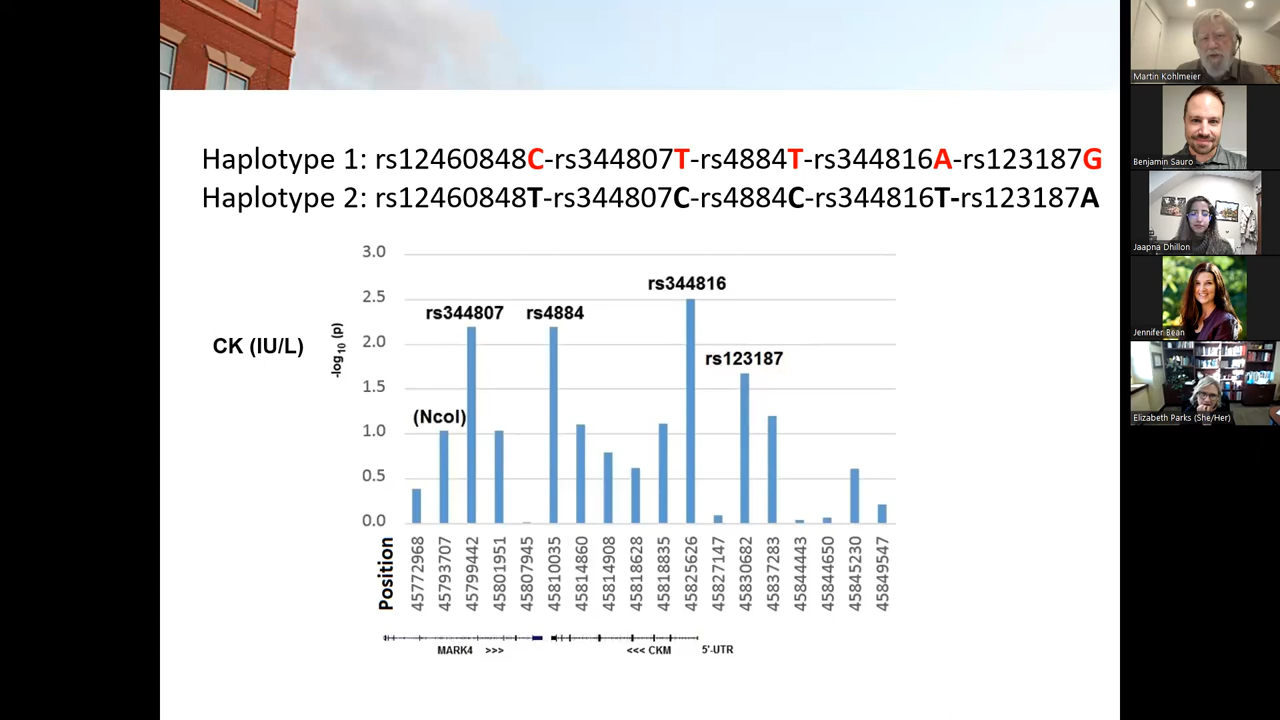 Haplotype 1: rs12460848C-rs344807T-rs4884T-rs344816A-rs123187G
Haplotype 2: rs12460848T-rs344807C-rs4884C-rs344816T-rs123187A
CK (IU/L)
-log10 (p)
3.0
2.5
2.0
1.5
1.0
0.5
0.0
rs344816
rs344807
rs4884
rs123187
(NcoI)
Position
45772968
45793707
45799442
45801951
45807945
45810035
45814860
45814908
45818628
45818835
45825626
45827147
45830682
45837283
45844443
45844650
45845230
45849547
MARK4 >>>
<<< CKM
5'-UTR
Martin Kohlmeier
Benjamin Sauro
Jaapna Dhillon
Jennifer Bean
Elizabeth Parks (She/Her)